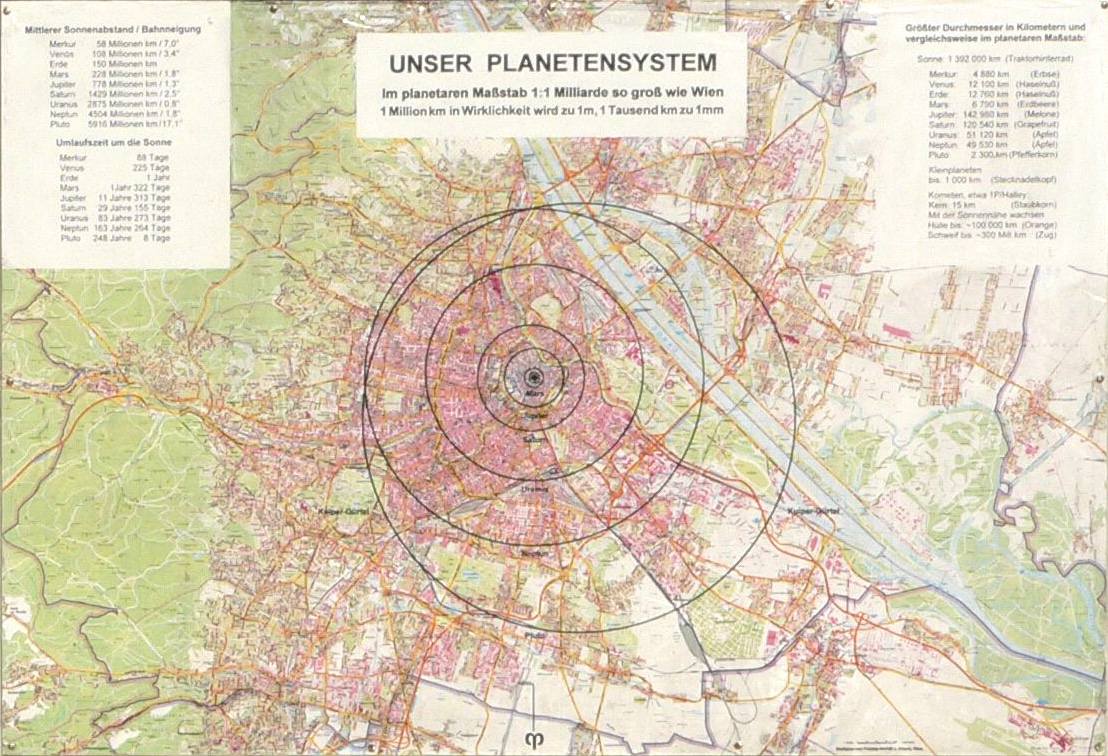 Mittlerer Sonnenabstand / Bahnneigung
Merkur 58 Millionen km / 7,0°
Venus 108 Millionen km / 3,4°
Erde 150 Millionen km
Mars 228 Millionen km / 1,8°
Jupiter 778 Millionen km / 1,3°
Saturn 1429 Millionen km / 2,5°
Uranus 2875 Millionen km / 0,8°
Neptun 4504 Millionen km / 1,8°
Pluto 5916 Millionen km / 17,1°
Umlaufszeit um die Sonne
Merkur 88 Tage
Venus 225 Tage
Erde 1 Jahr
Mars 1Jahr 322 Tage
Jupiter 11 Jahre 313 Tage
Saturn 29 Jahre 155 Tage
Uranus 83 Jahre 273 Tage
Neptun 163 Jahre 264 Tage
Pluto 248 Jahre 8 Tage
UNSER PLANETENSYSTEM
Im planetaren Maßstab 1:1 Milliarde so groß wie Wien
1 Million km in Wirklichkeit wird zu 1m, 1 Tausend km zu 1mm
Größter Durchmesser in Kilometern und
vergleichsweise im planetaren Maßstab:
Sonne: 1 392 000 km (Traktorhinterrad)
Merkur: 4 880 km (Erbse)
Venus: 12 100 km (Haselnuß)
Erde: 12 760 km (Haselnuß)
Mars: 6 790 km (Erdbeere)
Jupiter: 142 980 km (Melone)
Saturn: 120 540 km (Grapefruit)
Uranus: 51 120 km (Apfel)
Neptun: 49 530 km (Apfel)
Pluto 2 300 km (Pfefferkorn)
Kleinplaneten
bis: 1 000 km (Stecknadelkopf)
Kometen, etwa 1P/Halley:
Kern: 15 km (Staubkorn)
Mit der Sonnennähe wachsen
Hülle bis: ~100 000 km (Orange)
Schweif bis: ~300 Mill km (Zug)
Mars
Jupiter
Saturn
Uranus
Kuiper-Gürtel
Kuiper-Gürtel
Neptun
Pluto